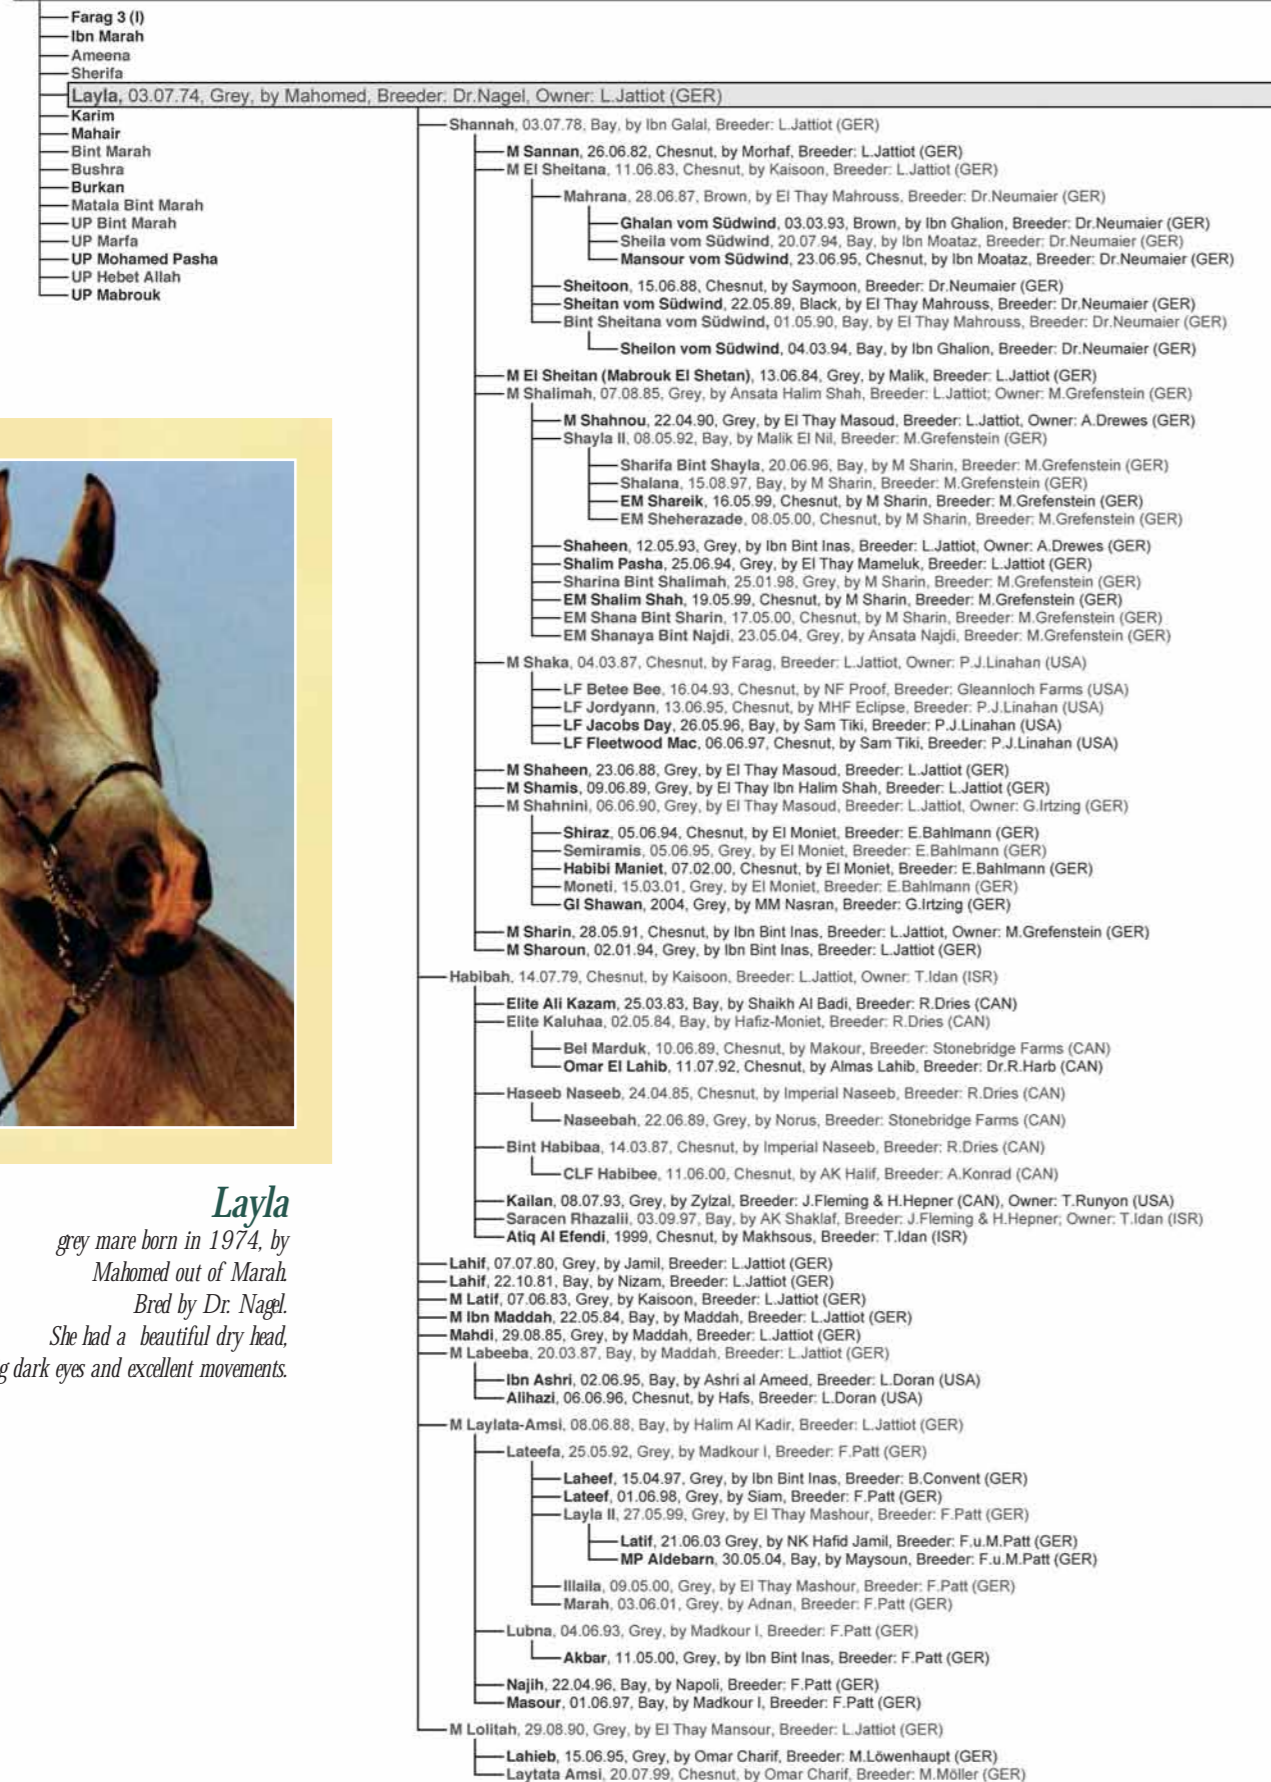 Farag 3 (I)
Ibn Marah
Ameena
Sherifa
Layla, 03.07.74, Grey, by Mahomed, Breeder: Dr.Nagel, Owner: L.Jattiot (GER)
Karim
Mahair
Bint Marah
Bushra
Burkan
Matala Bint Marah
UP Bint Marah
UP Marfa
UP Mohamed Pasha
UP Hebet Allah
UP Mabrouk
Shannah, 03.07.78, Bay, by Ibn Galal, Breeder: L.Jattiot (GER)
M Sannan, 26.06.82, Chesnut, by Morhaf, Breeder: L.Jattiot (GER)
M El Sheitana, 11.06.83, Chesnut, by Kaisoon, Breeder: L.Jattiot (GER)
Mahrana, 28.06.87, Brown, by El Thay Mahrouss, Breeder: Dr.Neumaier (GER)
Ghalan vom Südwind, 03.03.93, Brown, by Ibn Ghalion, Breeder: Dr.Neumaier (GER)
Sheila vom Südwind, 20.07.94, Bay, by Ibn Moataz, Breeder: Dr.Neumaier (GER)
Mansour vom Südwind, 23.06.95, Chesnut, by Ibn Moataz, Breeder: Dr.Neumaier (GER)
Sheitoon, 15.06.88, Chesnut, by Saymoon, Breeder: Dr.Neumaier (GER)
Sheitan vom Südwind, 22.05.89, Black, by El Thay Mahrouss, Breeder: Dr.Neumaier (GER)
Bint Sheitana vom Südwind, 01.05.90, Bay, by El Thay Mahrouss, Breeder: Dr.Neumaier (GER)
Sheilon vom Südwind, 04.03.94, Bay, by Ibn Ghalion, Breeder: Dr.Neumaier (GER)
M El Sheitan (Mabrouk El Shetan), 13.06.84, Grey, by Malik, Breeder: L.Jattiot (GER)
M Shalimah, 07.08.85, Grey, by Ansata Halim Shah, Breeder: L.Jattiot; Owner: M.Grefenstein (GER)
M Shahnou, 22.04.90, Grey, by El Thay Masoud, Breeder: L.Jattiot, Owner: A.Drewes (GER)
Shayla II, 08.05.92, Bay, by Malik El Nil, Breeder: M.Grefenstein (GER)
Sharifa Bint Shayla, 20.06.96, Bay, by M Sharin, Breeder: M.Grefenstein (GER)
Shalana, 15.08.97, Bay, by M Sharin, Breeder: M.Grefenstein (GER)
EM Shareik, 16.05.99, Chesnut, by M Sharin, Breeder: M.Grefenstein (GER)
EM Sheherazade, 08.05.00, Chesnut, by M Sharin, Breeder: M.Grefenstein (GER)
Shaheen, 12.05.93, Grey, by Ibn Bint Inas, Breeder: L.Jattiot, Owner: A.Drewes (GER)
Shalim Pasha, 25.06.94, Grey, by El Thay Mameluk, Breeder: L.Jattiot (GER)
Sharina Bint Shalimah, 25.01.98, Grey, by M Sharin, Breeder: M.Grefenstein (GER)
EM Shalim Shah, 19.05.99, Chesnut, by M Sharin, Breeder: M.Grefenstein (GER)
EM Shana Bint Sharin, 17.05.00, Chesnut, by M Sharin, Breeder: M.Grefenstein (GER)
EM Shanaya Bint Najdi, 23.05.04, Grey, by Ansata Najdi, Breeder: M.Grefenstein (GER)
M Shaka, 04.03.87, Chesnut, by Farag, Breeder: L.Jattiot, Owner: P.J.Linahan (USA)
LF Betee Bee, 16.04.93, Chesnut, by NF Proof, Breeder: Gleannloch Farms (USA)
LF Jordyann, 13.06.95, Chesnut, by MHF Eclipse, Breeder: P.J.Linahan (USA)
LF Jacobs Day, 26.05.96, Bay, by Sam Tiki, Breeder: P.J.Linahan (USA)
LF Fleetwood Mac, 06.06.97, Chesnut, by Sam Tiki, Breeder: P.J.Linahan (USA)
M Shaheen, 23.06.88, Grey, by El Thay Masoud, Breeder: L.Jattiot (GER)
M Shamis, 09.06.89, Grey, by El Thay Ibn Halim Shah, Breeder: L.Jattiot (GER)
M Shahnini, 06.06.90, Grey, by El Thay Masoud, Breeder: L.Jattiot, Owner: G.Irtzing (GER)
Shiraz, 05.06.94, Chesnut, by El Moniet, Breeder: E.Bahlmann (GER)
Semiramis, 05.06.95, Grey, by El Moniet, Breeder: E.Bahlmann (GER)
Habibi Maniet, 07.02.00, Chesnut, by El Moniet, Breeder: E.Bahlmann (GER)
Moneti, 15.03.01, Grey, by El Moniet, Breeder: E.Bahlmann (GER)
GI Shawan, 2004, Grey, by MM Nasran, Breeder: G.Irtzing (GER)
M Sharin, 28.05.91, Chesnut, by Ibn Bint Inas, Breeder: L.Jattiot, Owner: M.Grefenstein (GER)
M Sharoun, 02.01.94, Grey, by Ibn Bint Inas, Breeder: L.Jattiot (GER)
Habibah, 14.07.79, Chesnut, by Kaisoon, Breeder: L.Jattiot, Owner: T.Idan (ISR)
Elite Ali Kazam, 25.03.83, Bay, by Shaikh Al Badi, Breeder: R.Dries (CAN)
Elite Kaluhaa, 02.05.84, Bay, by Hafiz-Moniet, Breeder: R.Dries (CAN)
Bel Marduk, 10.06.89, Chesnut, by Makour, Breeder: Stonebridge Farms (CAN)
Omar El Lahib, 11.07.92, Chesnut, by Almas Lahib, Breeder: Dr.R.Harb (CAN)
Haseeb Naseeb, 24.04.85, Chesnut, by Imperial Naseeb, Breeder: R.Dries (CAN)
Naseebah, 22.06.89, Grey, by Norus, Breeder: Stonebridge Farms (CAN)
Bint Habibaa, 14.03.87, Chesnut, by Imperial Naseeb, Breeder: R.Dries (CAN)
CLF Habibee, 11.06.00, Chesnut, by AK Halif, Breeder: A.Konrad (CAN)
Kailan, 08.07.93, Grey, by Zylzal, Breeder: J.Fleming & H.Hepner (CAN), Owner: T.Runyon (USA)
Saracen Rhazalii, 03.09.97, Bay, by AK Shaklaf, Breeder: J.Fleming & H.Hepner; Owner: T.Idan (ISR)
Atiq Al Efendi, 1999, Chesnut, by Makhsous, Breeder: T.Idan (ISR)
Lahif, 07.07.80, Grey, by Jamil, Breeder: L.Jattiot (GER)
Lahif, 22.10.81, Bay, by Nizam, Breeder: L.Jattiot (GER)
M Latif, 07.06.83, Grey, by Kaisoon, Breeder: L.Jattiot (GER)
M Ibn Maddah, 22.05.84, Bay, by Maddah, Breeder: L.Jattiot (GER)
Mahdi, 29.08.85, Grey, by Maddah, Breeder: L.Jattiot (GER)
M Labeeba, 20.03.87, Bay, by Maddah, Breeder: L.Jattiot (GER)
Ibn Ashri, 02.06.95, Bay, by Ashri al Ameed, Breeder: L.Doran (USA)
Alihazi, 06.06.96, Chesnut, by Hafs, Breeder: L.Doran (USA)
M Laylata-Amsi, 08.06.88, Bay, by Halim Al Kadir, Breeder: L.Jattiot (GER)
Lateefa, 25.05.92, Grey, by Madkour I, Breeder: F.Patt (GER)
Laheef, 15.04.97, Grey, by Ibn Bint Inas, Breeder: B.Convent (GER)
Lateef, 01.06.98, Grey, by Siam, Breeder: F.Patt (GER)
Layla II, 27.05.99, Grey, by El Thay Mashour, Breeder: F.Patt (GER)
Latif, 21.06.03 Grey, by NK Hafid Jamil, Breeder: F.u.M.Patt (GER)
MP Aldebarn, 30.05.04, Bay, by Maysoun, Breeder: F.u.M.Patt (GER)
Illaila, 09.05.00, Grey, by El Thay Mashour, Breeder: F.Patt (GER)
Marah, 03.06.01, Grey, by Adnan, Breeder: F.Patt (GER)
Lubna, 04.06.93, Grey, by Madkour I, Breeder: F.Patt (GER)
Akbar, 11.05.00, Grey, by Ibn Bint Inas, Breeder: F.Patt (GER)
Najih, 22.04.96, Bay, by Napoli, Breeder: F.Patt (GER)
Masour, 01.06.97, Bay, by Madkour I, Breeder: F.Patt (GER)
M Lolitah, 29.08.90, Grey, by El Thay Mansour, Breeder: L.Jattiot (GER)
Lahieb, 15.06.95, Grey, by Omar Charif, Breeder: M.Löwenhaupt (GER)
Laytata Amsi, 20.07.99, Chesnut, by Omar Charif, Breeder: M.Möller (GER)
Layla
grey mare born in 1974, by
Mahomed out of Marah.
Bred by Dr. Nagel.
She had a beautiful dry head,
dark eyes and excellent movements.